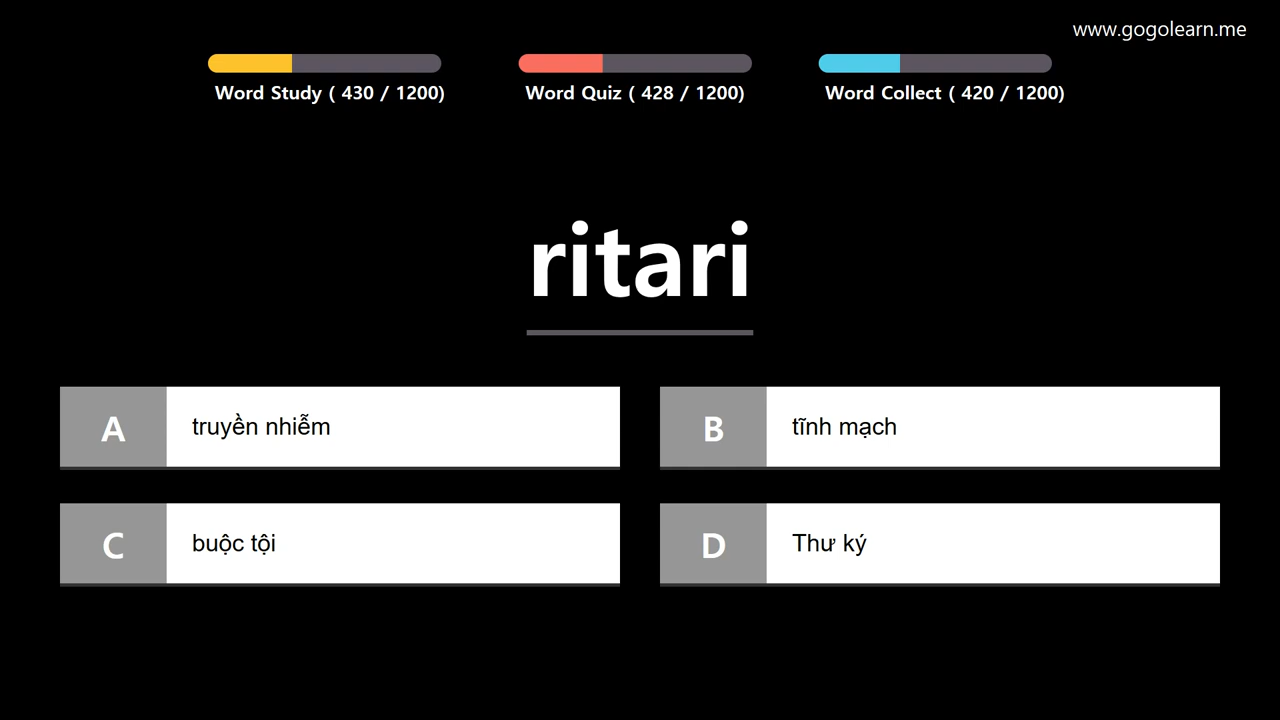 www.gogolearn.me
Word Study ( 430 / 1200)
Word Quiz ( 428 / 1200)
Word Collect ( 420 / 1200)
ritari
A truyền nhiễm
B tĩnh mạch
C buộc tội
D Thư ký